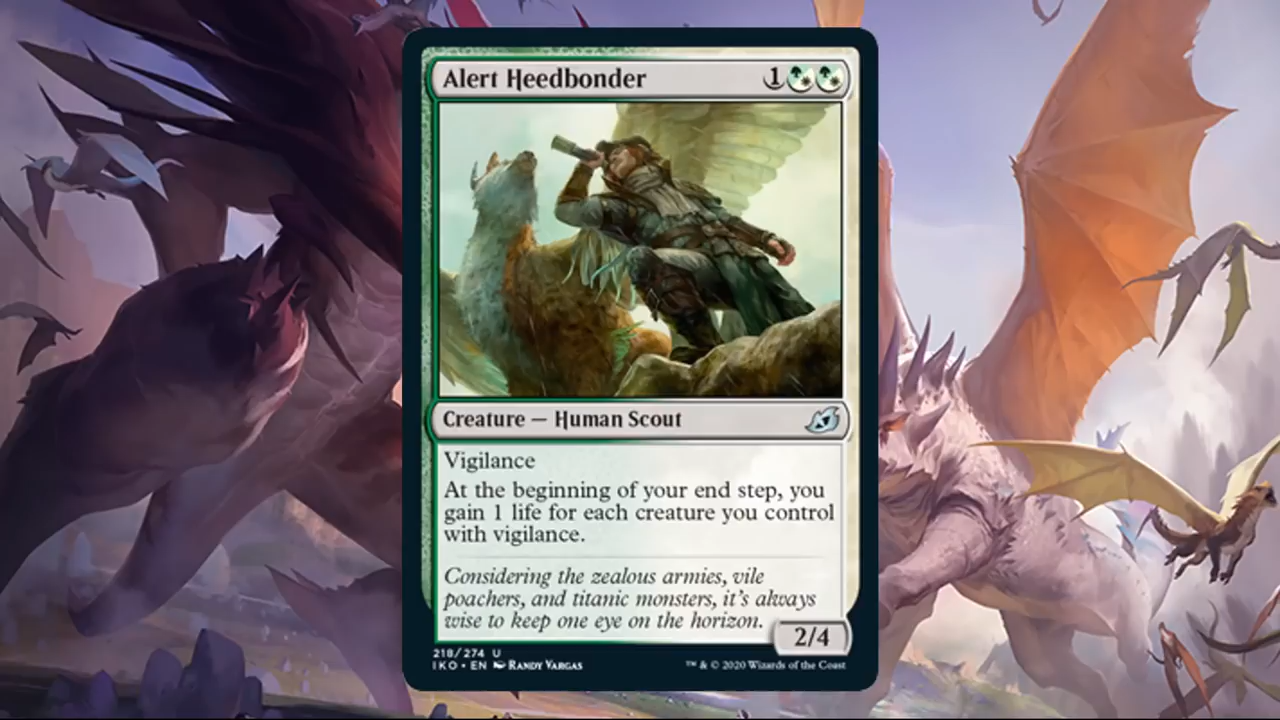 Alert Heedbonder 1
Creature — Human Scout
Vigilance
At the beginning of your end step, you
gain 1 life for each creature you control
with vigilance.
Considering the zealous armies, vile
poachers, and titanic monsters, it's always
wise to keep one eye on the horizon.
2/4
218/274 U
IKO • EN RANDY VARGAS
™ & © 2020 Wizards of the Coast